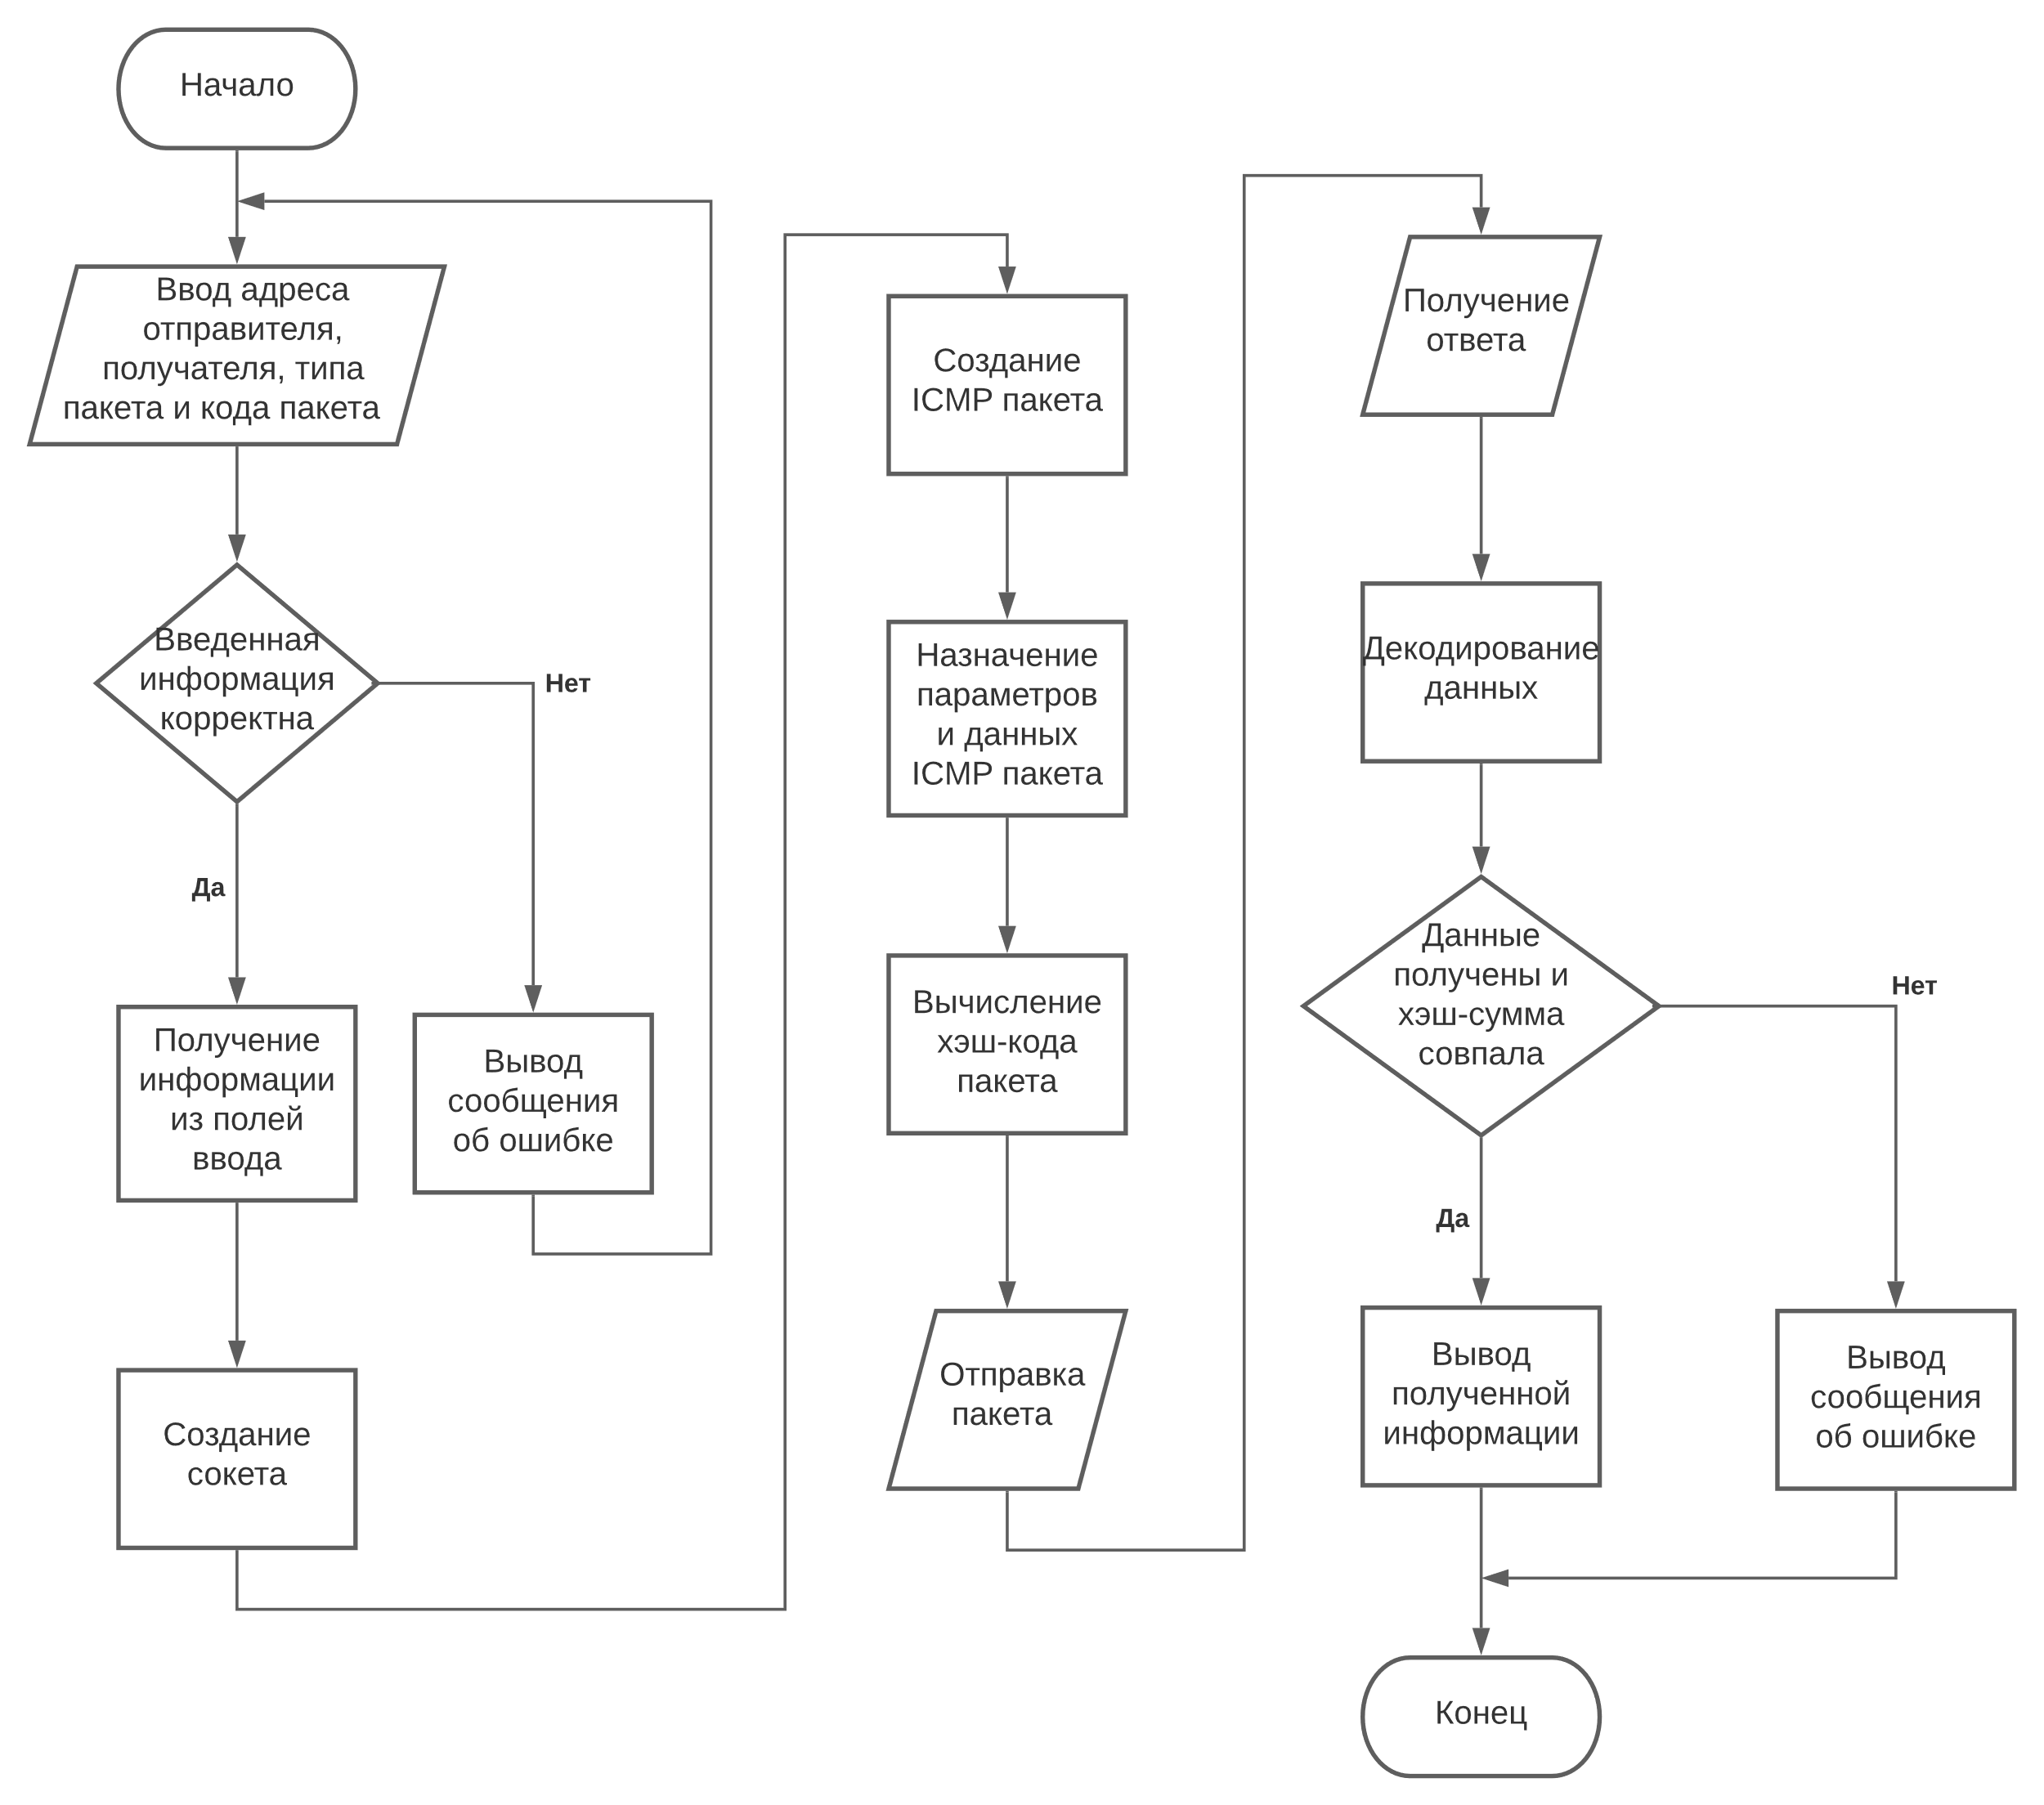 Начало
Ввод адреса
отправителя,
получателя, типа
пакета и кода пакета
Введенная
информация
корректна
Нет
Да
Получение
информации
из полей
ввода
Вывод
сообщения
об ошибке
Создание
сокета
Создание
ICMP пакета
Назначение
параметров
и данных
ICMP пакета
Вычисление
хэш-кода
пакета
Отправка
пакета
Получение
ответа
Декодирование
данных
Данные
получены и
хэш-сумма
совпала
Нет
Да
Вывод
полученной
информации
Вывод
сообщения
об ошибке
Конец